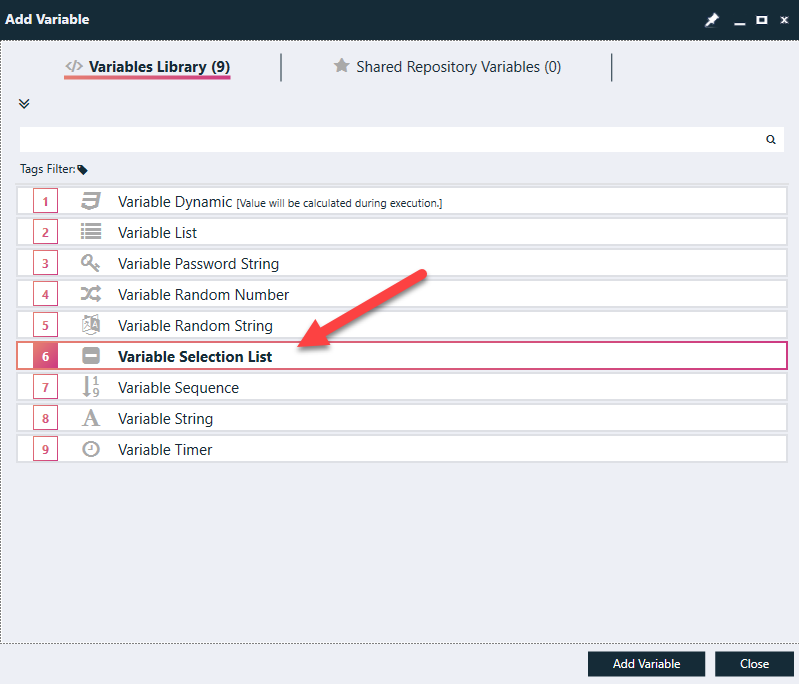 Add Variable
Variables Library (9)
Shared Repository Variables (0)
Tags Filter:
1 Variable Dynamic [Value will be calculated during execution.]
2 Variable List
3 Variable Password String
4 Variable Random Number
5 Variable Random String
6 Variable Selection List
7 Variable Sequence
8 Variable String
9 Variable Timer
Add Variable Close